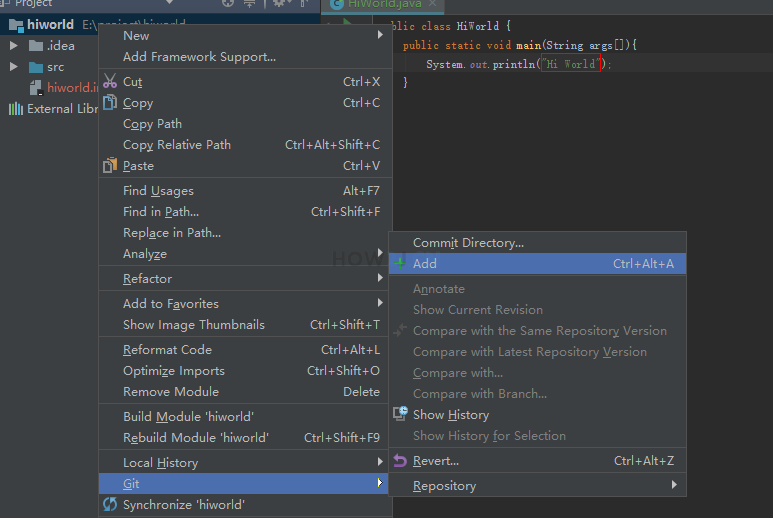 Project
HiWorld.java
hiworld E:\project\hiworld
.idea
src
External Libr
New
Add Framework Support...
Cut Ctrl+X
Copy Ctrl+C
Copy Path
Copy Relative Path Ctrl+Alt+Shift+C
Paste Ctrl+V
Find Usages Alt+F7
Find in Path... Ctrl+Shift+F
Replace in Path...
Analyze
Refactor
Add to Favorites
Show Image Thumbnails Ctrl+Shift+T
Reformat Code Ctrl+Alt+L
Optimize Imports Ctrl+Shift+O
Remove Module Delete
Build Module 'hiworld'
Rebuild Module 'hiworld' Ctrl+Shift+F9
Local History
Git
Synchronize 'hiworld'
blic class HiWorld {
public static void main(String args[]){
System.out.println("Hi World");
}
HOW
Commit Directory...
Add Ctrl+Alt+A
Annotate
Show Current Revision
Compare with the Same Repository Version
Compare with Latest Repository Version
Compare with...
Compare with Branch...
Show History
Show History for Selection
Revert... Ctrl+Alt+Z
Repository